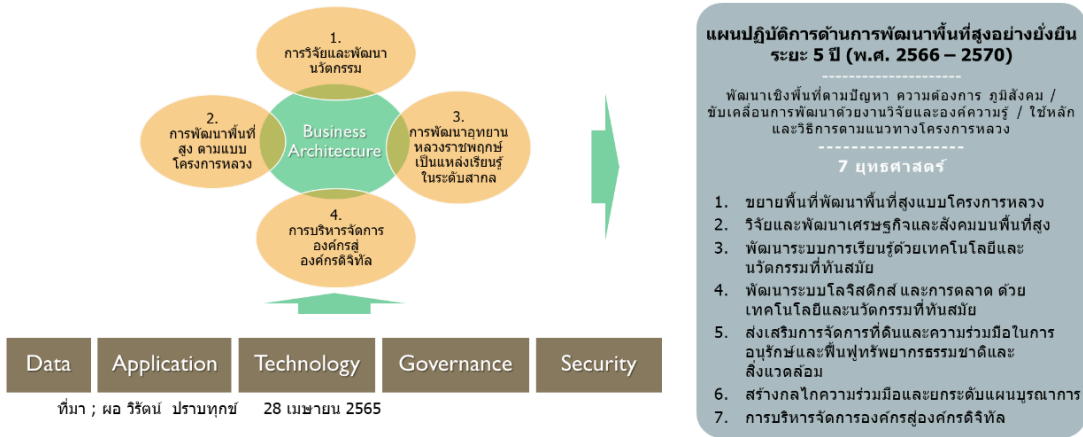 1.
การวิจัยและพัฒนา
นวัตกรรม
2.
การพัฒนาพื้นที่
สูง ตามแบบ
โครงการหลวง
Business
Architecture
3.
การพัฒนาอุทยาน
หลวงราชพฤกษ์
เป็นแหล่งเรียนรู้
ในระดับสากล
4.
การบริหารจัดการ
องค์กรสู่
องค์กรดิจิทัล
Data
Application
Technology
Governance
Security
ที่มา ; ผอ วิรัตน์ ปราบทุกข์ 28 เมษายน 2565
แผนปฏิบัติการด้านการพัฒนาพื้นที่สูงอย่างยั่งยืน
ระยะ 5 ปี (พ.ศ. 2566 – 2570)
--------------------
พัฒนาเชิงพื้นที่ตามปัญหา ความต้องการ ภูมิสังคม /
ขับเคลื่อนการพัฒนาด้วยงานวิจัยและองค์ความรู้ / ใช้หลัก
และวิธีการตามแนวทางโครงการหลวง
------------------
7 ยุทธศาสตร์
1. ขยายพื้นที่พัฒนาพื้นที่สูงแบบโครงการหลวง
2. วิจัยและพัฒนาเศรษฐกิจและสังคมบนพื้นที่สูง
3. พัฒนาระบบการเรียนรู้ด้วยเทคโนโลยีและ
นวัตกรรมที่ทันสมัย
4. พัฒนาระบบโลจิสติกส์ และการตลาด ด้วย
เทคโนโลยีและนวัตกรรมที่ทันสมัย
5. ส่งเสริมการจัดการที่ดินและความร่วมมือในการ
อนุรักษ์และฟื้นฟูทรัพยากรธรรมชาติและ
สิ่งแวดล้อม
6. สร้างกลไกความร่วมมือและยกระดับแผนบูรณาการ
7. การบริหารจัดการองค์กรสู่องค์กรดิจิทัล